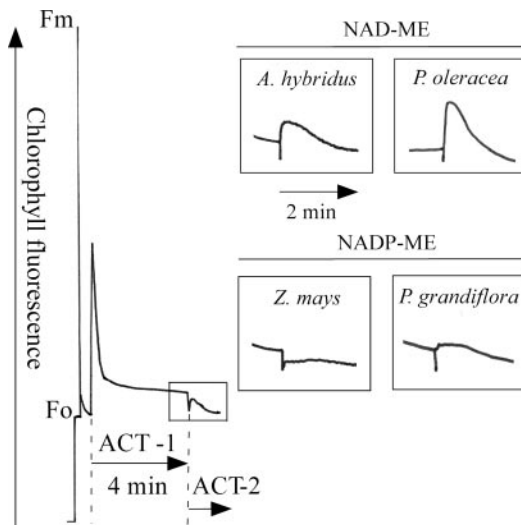 Fm
Chlorophyll fluorescence
Fo
ACT -1
4 min
ACT-2
NAD-ME
A. hybridus
P. oleracea
2 min
NADP-ME
Z. mays
P. grandiflora